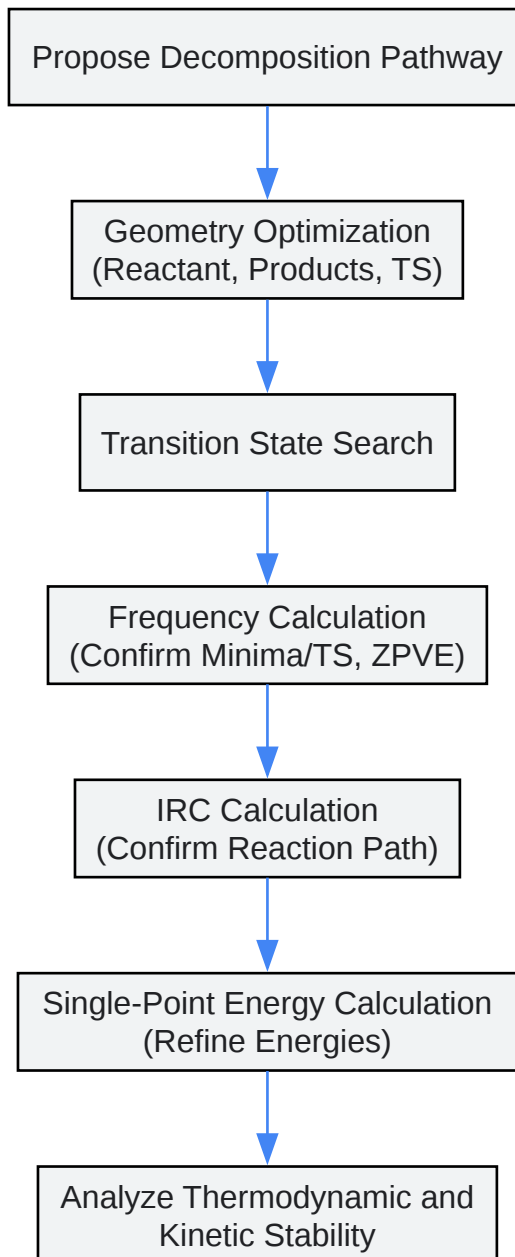 Propose Decomposition Pathway
Geometry Optimization
(Reactant, Products, TS)
Transition State Search
Frequency Calculation
(Confirm Minima/TS, ZPVE)
IRC Calculation
(Confirm Reaction Path)
Single-Point Energy Calculation
(Refine Energies)
Analyze Thermodynamic and
Kinetic Stability